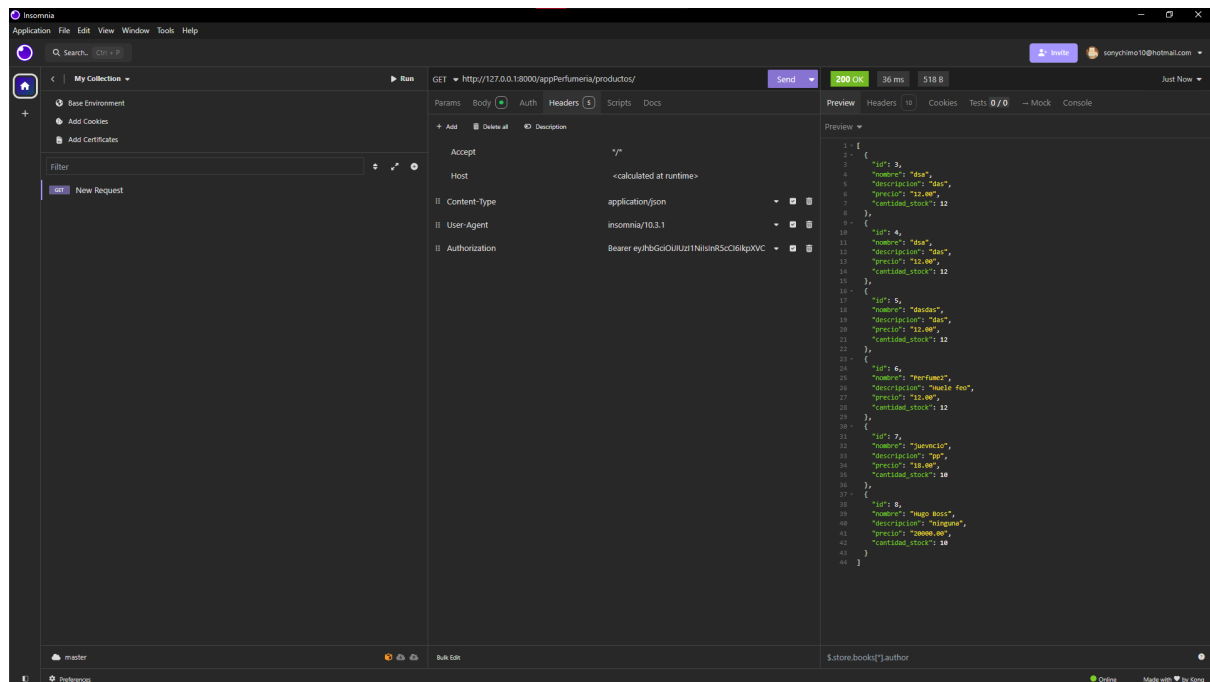 Insomnia
Application File Edit View Window Tools Help
Search.. Ctrl + P
Invite
sonychimo10@hotmail.com
My Collection
Run
Base Environment
Add Cookies
Add Certificates
Filter
GET New Request
master
Preferences
GET http://127.0.0.1:8000/appPerfumeria/productos/ Send
Params Body Auth Headers 5 Scripts Docs
+ Add Delete all Description
Accept */*
Host <calculated at runtime>
Content-Type application/json
User-Agent insomnia/10.3.1
Authorization Bearer eyJhbGciOiJIUzI1NiIsInR5cCI6IkpXVC
Bulk Edit
200 OK 36 ms 518 B Just Now
Preview Headers 10 Cookies Tests 0 / 0 → Mock Console
Preview
1 [
2 {
3 "id": 3,
4 "nombre": "dsa",
5 "descripcion": "das",
6 "precio": "12.00",
7 "cantidad_stock": 12
8 },
9 {
10 "id": 4,
11 "nombre": "dsa",
12 "descripcion": "das",
13 "precio": "12.00",
14 "cantidad_stock": 12
15 },
16 {
17 "id": 5,
18 "nombre": "dasdas",
19 "descripcion": "das",
20 "precio": "12.00",
21 "cantidad_stock": 12
22 },
23 {
24 "id": 6,
25 "nombre": "Perfume2",
26 "descripcion": "Huele feo",
27 "precio": "12.00",
28 "cantidad_stock": 12
29 },
30 {
31 "id": 7,
32 "nombre": "juevncio",
33 "descripcion": "pp",
34 "precio": "18.00",
35 "cantidad_stock": 10
36 },
37 {
38 "id": 8,
39 "nombre": "Hugo Boss",
40 "descripcion": "ninguna",
41 "precio": "20000.00",
42 "cantidad_stock": 10
43 }
44 ]
$.store.books[*].author
Online Made with ♥ by Kong